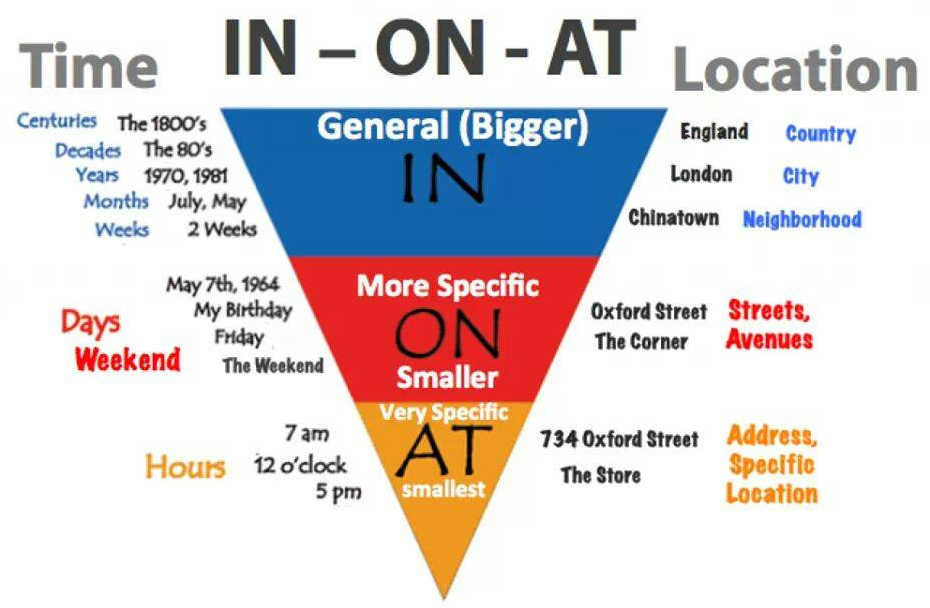 IN – ON - AT
Time
Location
Centuries The 1800's
Decades The 80's
Years 1970, 1981
Months July, May
Weeks 2 Weeks
General (Bigger)
IN
England Country
London City
Chinatown Neighborhood
May 7th, 1964
My Birthday
Days
Friday
Weekend
The Weekend
More Specific
ON
Smaller
Oxford Street Streets,
The Corner Avenues
7 am
Hours 12 o'clock
5 pm
Very Specific
AT
smallest
734 Oxford Street Address,
The Store Specific
Location